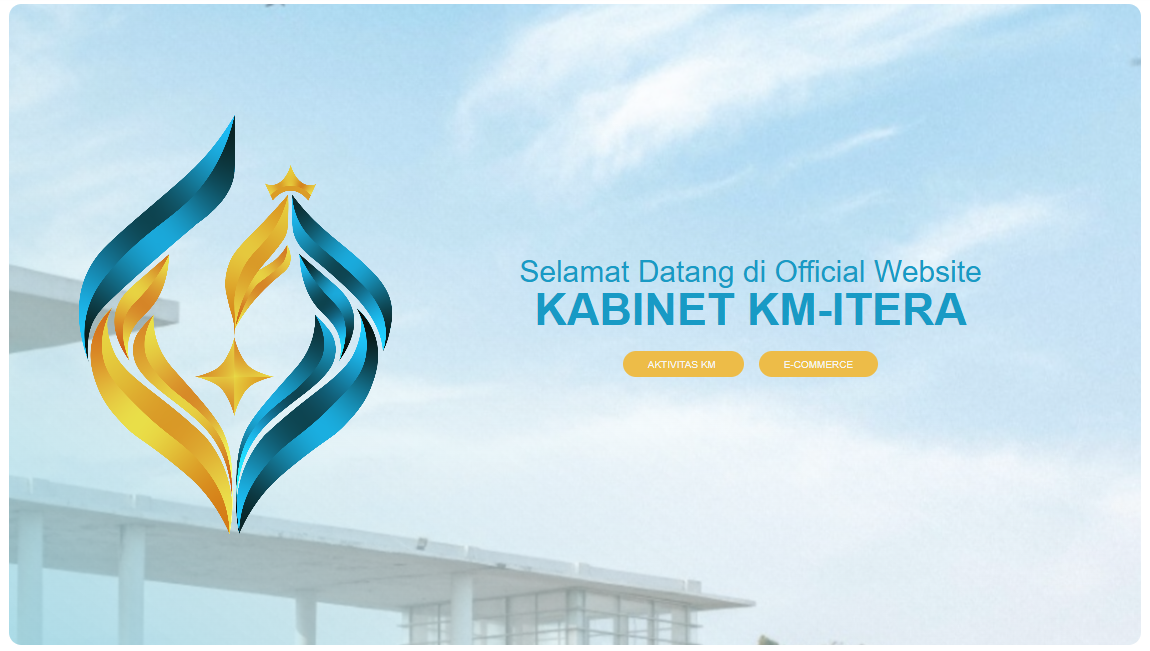 Selamat Datang di Official Website
KABINET KM-ITERA
AKTIVITAS KM
E-COMMERCE